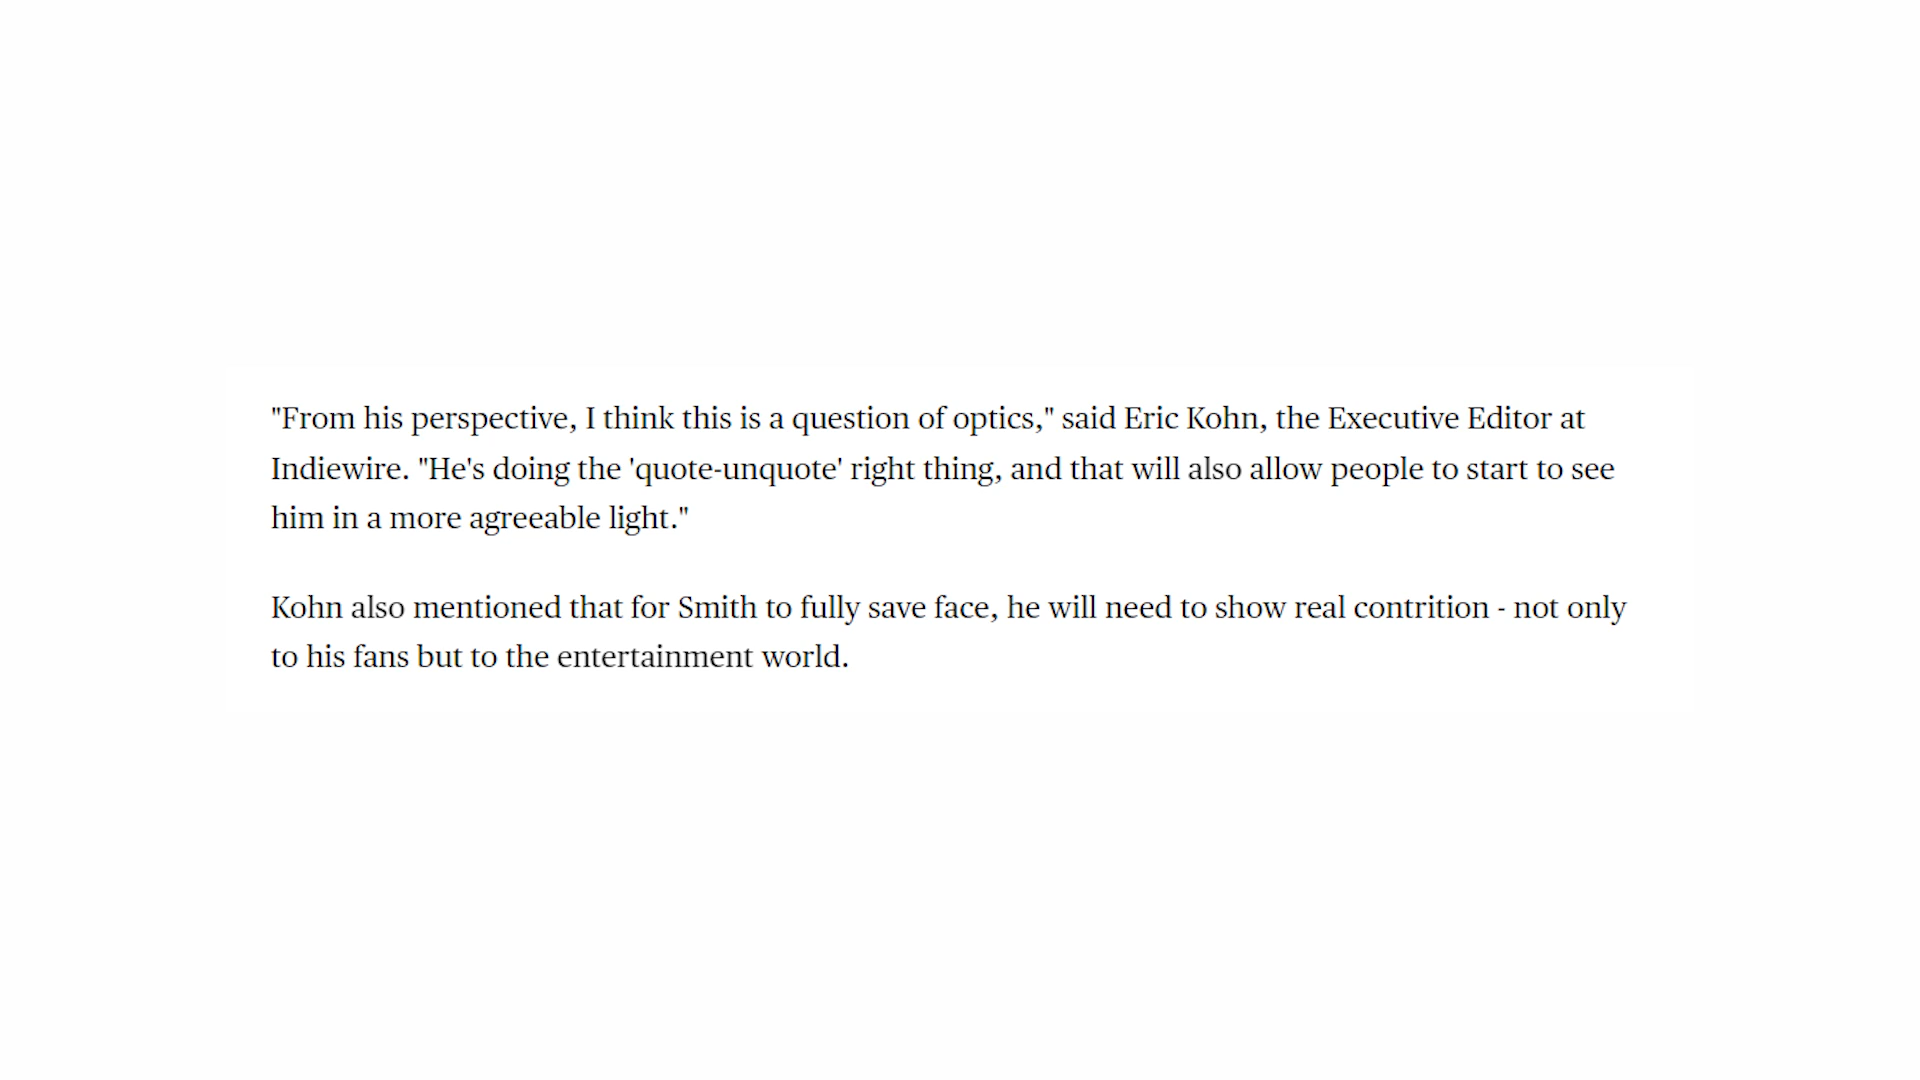 "From his perspective, I think this is a question of optics," said Eric Kohn, the Executive Editor at
Indiewire. "He's doing the 'quote-unquote' right thing, and that will also allow people to start to see
him in a more agreeable light."
Kohn also mentioned that for Smith to fully save face, he will need to show real contrition - not only
to his fans but to the entertainment world.